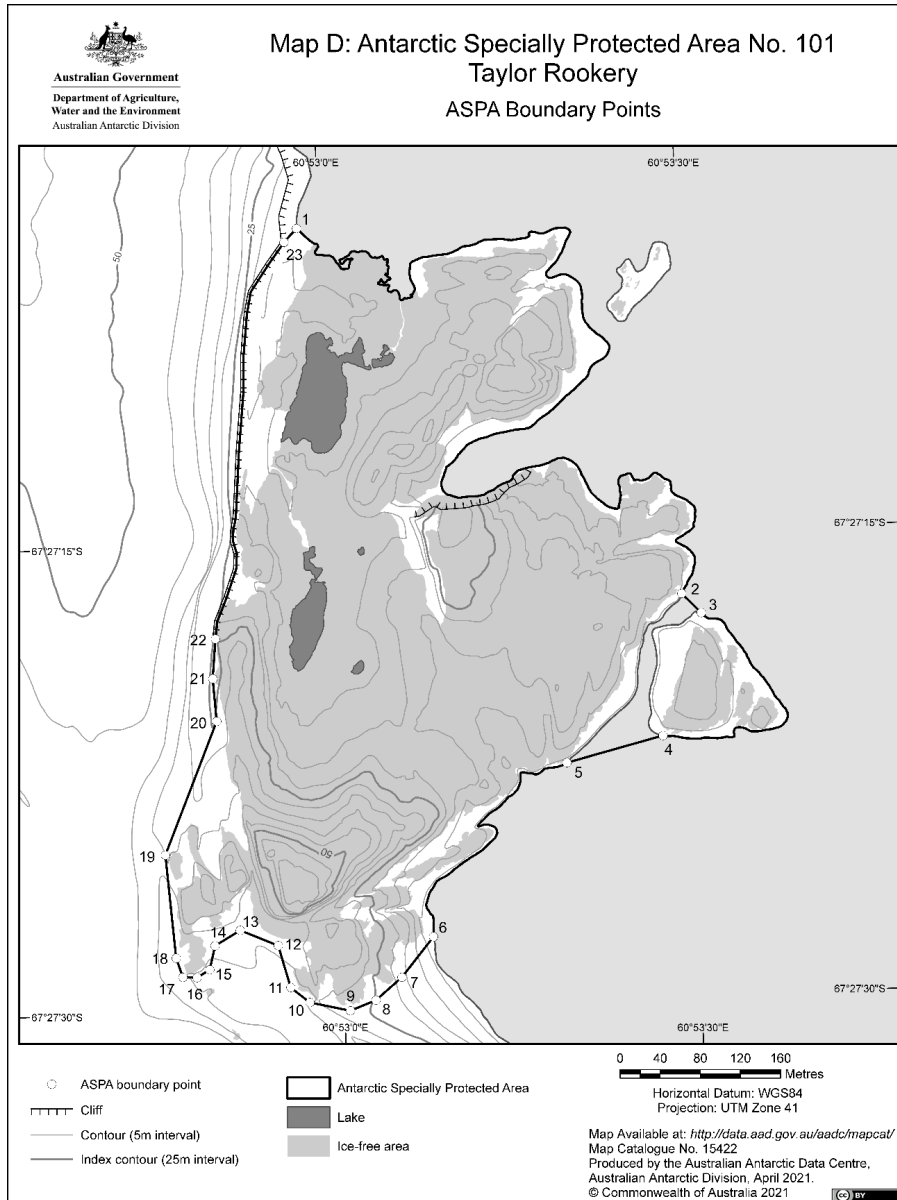 Map D: Antarctic Specially Protected Area No. 101
Taylor Rookery
ASPA Boundary Points
Australian Government
Department of Agriculture,
Water and the Environment
Australian Antarctic Division
60°53'0"E
60°53'30"E
50
25
1
23
67°27'15"S
67°27'15"S
2
3
22
21
20
4
5
50
19
6
13
14
12
18
15
7
17
16
11
10
9
8
67°27'30"S
67°27'30"S
60°53'0"E
60°53'30"E
ASPA boundary point
Cliff
Contour (5m interval)
Index contour (25m interval)
Antarctic Specially Protected Area
Lake
Ice-free area
0 40 80 120 160
Metres
Horizontal Datum: WGS84
Projection: UTM Zone 41
Map Available at: http://data.aad.gov.au/aadc/mapcat/
Map Catalogue No. 15422
Produced by the Australian Antarctic Data Centre,
Australian Antarctic Division, April 2021.
© Commonwealth of Australia 2021
cc BY